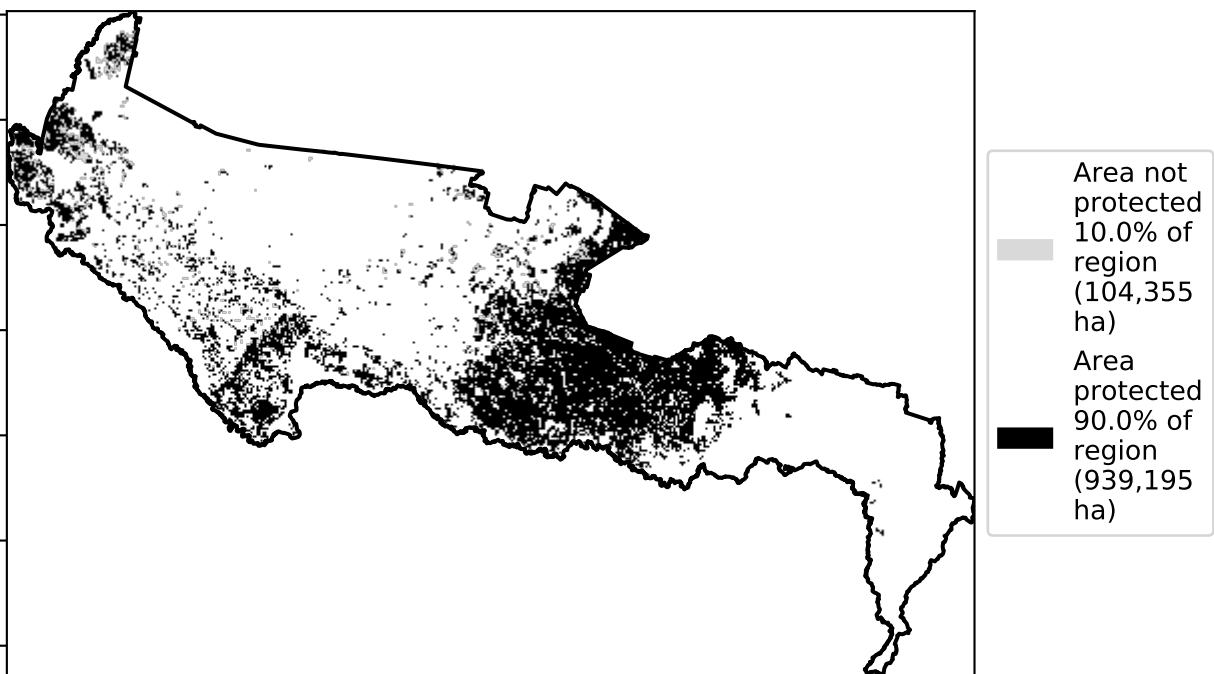 Area not
protected
10.0% of
region
(104,355
ha)
Area
protected
90.0% of
region
(939,195
ha)